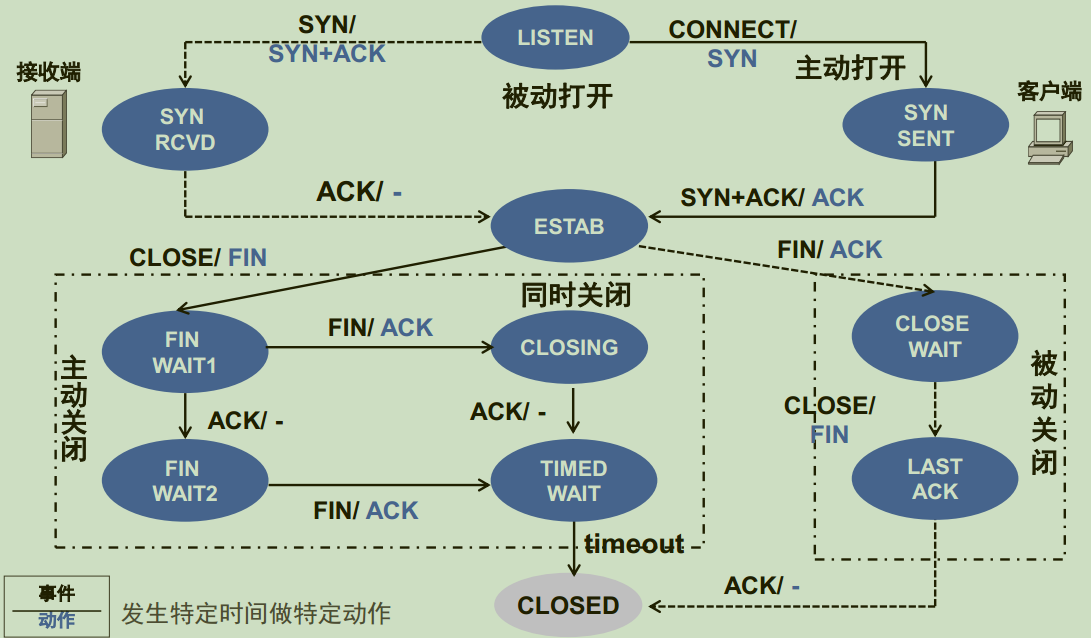 SYN/
SYN+ACK
LISTEN
CONNECT/
SYN
接收端
被动打开
主动打开
客户端
SYN
RCVD
SYN
SENT
ACK/ -
SYN+ACK/ ACK
ESTAB
CLOSE/ FIN
FIN/ ACK
同时关闭
主动关闭
FIN
WAIT1
FIN/ ACK
CLOSING
CLOSE
WAIT
被动关闭
ACK/ -
ACK/ -
CLOSE/
FIN
FIN
WAIT2
FIN/ ACK
TIMED
WAIT
LAST
ACK
timeout
ACK/ -
CLOSED
事件
动作
发生特定时间做特定动作